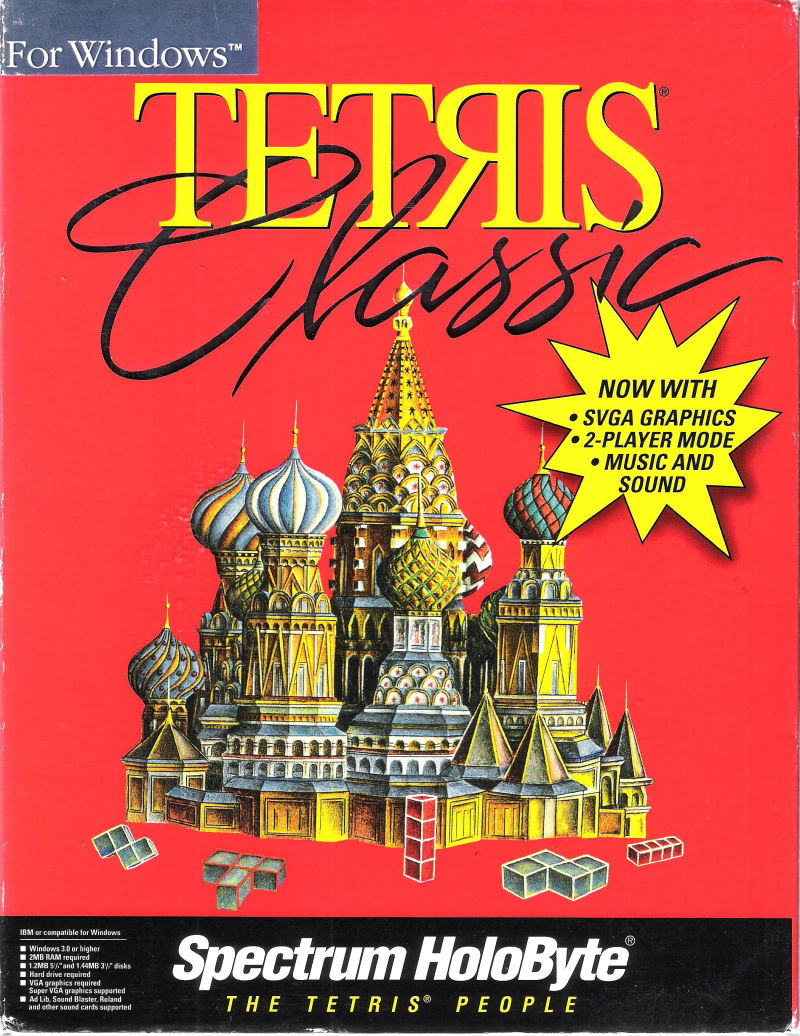 For Windows™
TETЯIS®
Classic
NOW WITH
• SVGA GRAPHICS
• 2-PLAYER MODE
• MUSIC AND
SOUND
IBM or compatible for Windows
■ Windows 3.0 or higher
■ 2MB RAM required
■ 1.2MB 5¼" and 1.44MB 3½" disks
■ Hard drive required
■ VGA graphics required
Super VGA graphics supported
■ Ad Lib, Sound Blaster, Roland
and other sound cards supported
Spectrum HoloByte®
THE TETRIS® PEOPLE